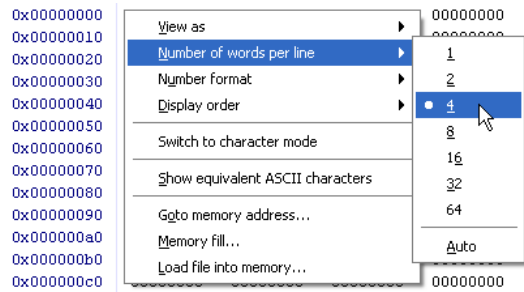 0x00000000 View as 00000000
0x00000010 Number of words per line
0x00000020 1
0x00000030 Number format 2
0x00000040 Display order 4
0x00000050 8
0x00000060 Switch to character mode 16
0x00000070 Show equivalent ASCII characters 32
0x00000080
0x00000090 Goto memory address... 64
0x000000a0 Memory fill... Auto
0x000000b0
0x000000c0 Load file into memory... 00000000